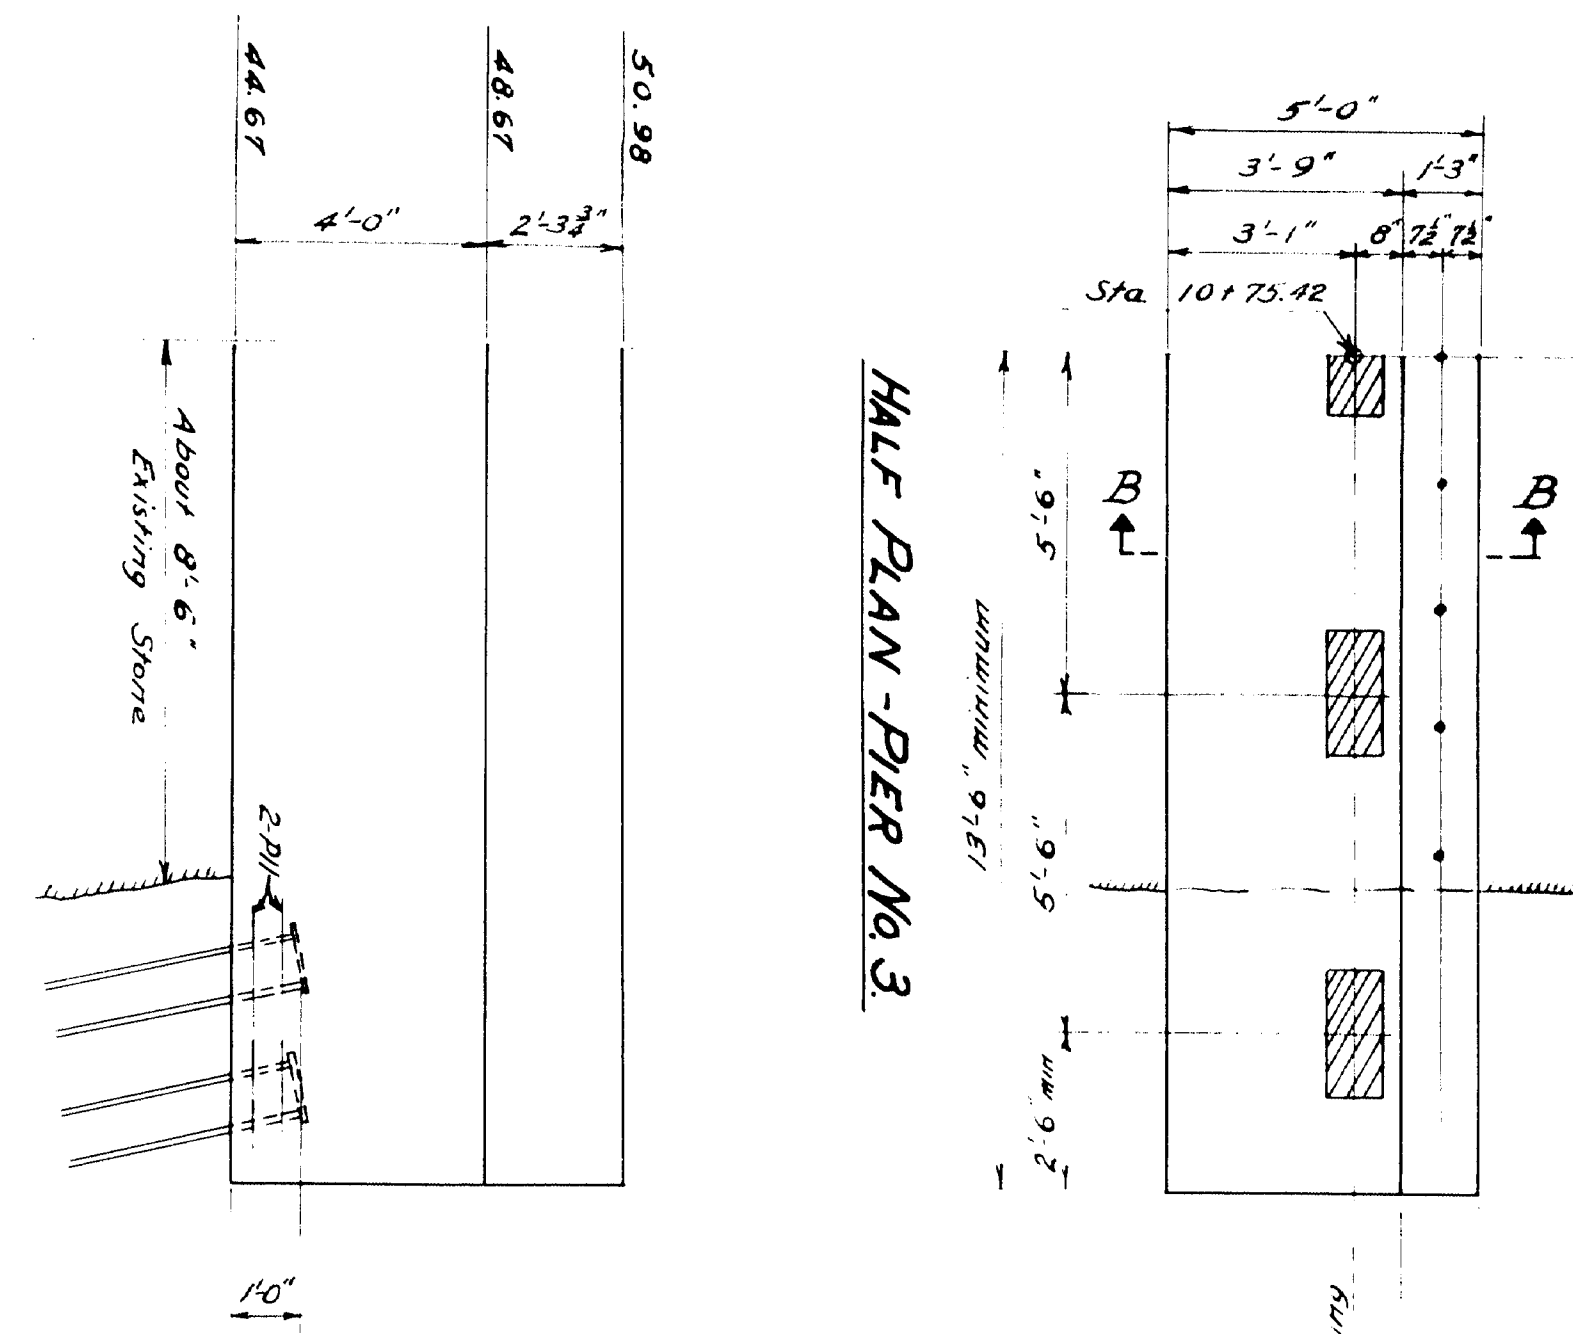 44.67
48.67
50.98
4'-0"
2'-3 3/4"
About 8'-6"
Existing Stone
2-P11
1'-0"
HALF PLAN - PIER No. 3.
5'-0"
3'-9"
1'-3"
3'-1"
8"
7½"
7½"
Sta 10+75.42
B
B
5'-6"
13'-6" minimum
5'-6"
2'-6" min